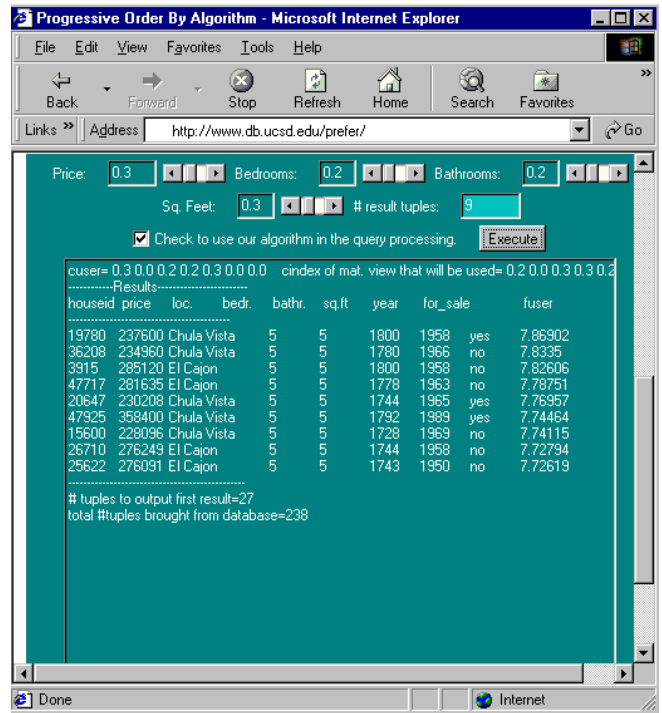 Progressive Order By Algorithm - Microsoft Internet Explorer
File Edit View Favorites Tools Help
Back Forward Stop Refresh Home Search Favorites »
Links » Address http://www.db.ucsd.edu/prefer/ Go
Price: 0.3 Bedrooms: 0.2 Bathrooms: 0.2
Sq. Feet: 0.3 # result tuples: 9
Check to use our algorithm in the query processing. Execute
cuser= 0.3 0.0 0.2 0.2 0.3 0.0 0.0 cindex of mat. view that will be used= 0.2 0.0 0.3 0.3 0.2
-----------Results----------------------
houseid price loc. bedr. bathr. sq.ft year for_sale fuser
----------------------------------------
19780 237600 Chula Vista 5 5 1800 1958 yes 7.86902
36208 234960 Chula Vista 5 5 1780 1966 no 7.8335
3915 285120 El Cajon 5 5 1800 1958 no 7.82606
47717 281635 El Cajon 5 5 1778 1963 no 7.78751
20647 230208 Chula Vista 5 5 1744 1965 yes 7.76957
47925 358400 Chula Vista 5 5 1792 1989 yes 7.74464
15600 228096 Chula Vista 5 5 1728 1969 no 7.74115
26710 276249 El Cajon 5 5 1744 1958 no 7.72794
25622 276091 El Cajon 5 5 1743 1950 no 7.72619
--------------------------------------------
# tuples to output first result=27
total #tuples brought from database=238
Done Internet